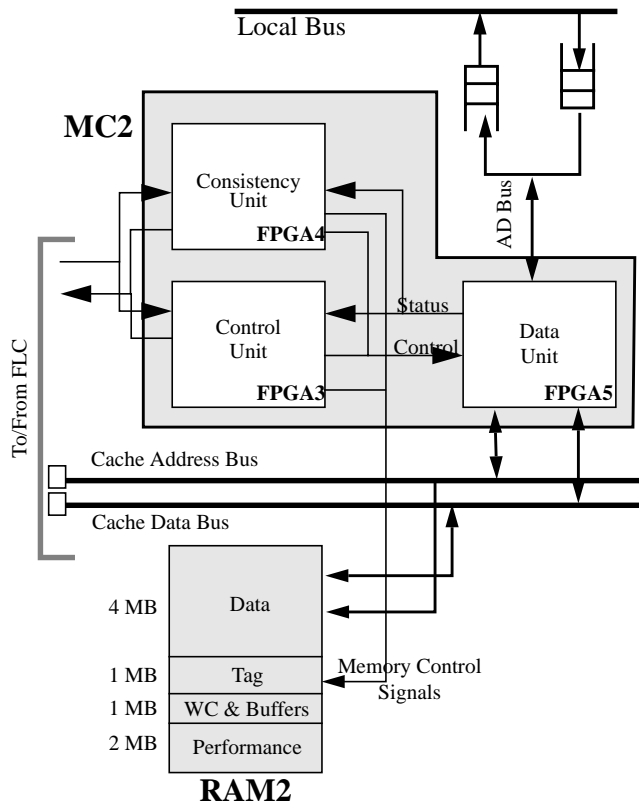 Local Bus
MC2
Consistency
Unit
FPGA4
AD Bus
Control
Unit
FPGA3
Status
Control
Data
Unit
FPGA5
To/From FLC
Cache Address Bus
Cache Data Bus
4 MB
Data
1 MB
Tag
Memory Control
Signals
1 MB
WC & Buffers
2 MB
Performance
RAM2